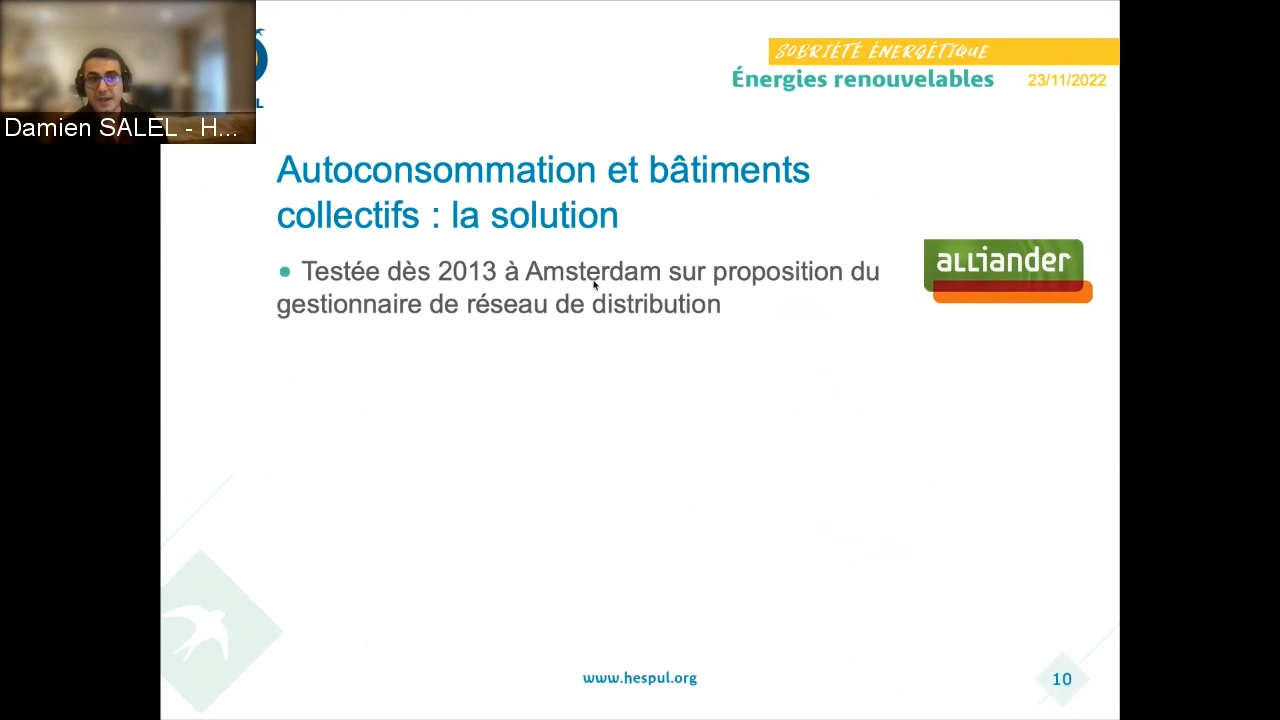 SOBRIÉTÉ ÉNERGÉTIQUE
Énergies renouvelables
23/11/2022
Damien SALEL - H...
L
Autoconsommation et bâtiments
collectifs : la solution
• Testée dès 2013 à Amsterdam sur proposition du
gestionnaire de réseau de distribution
alliander
www.hespul.org
10